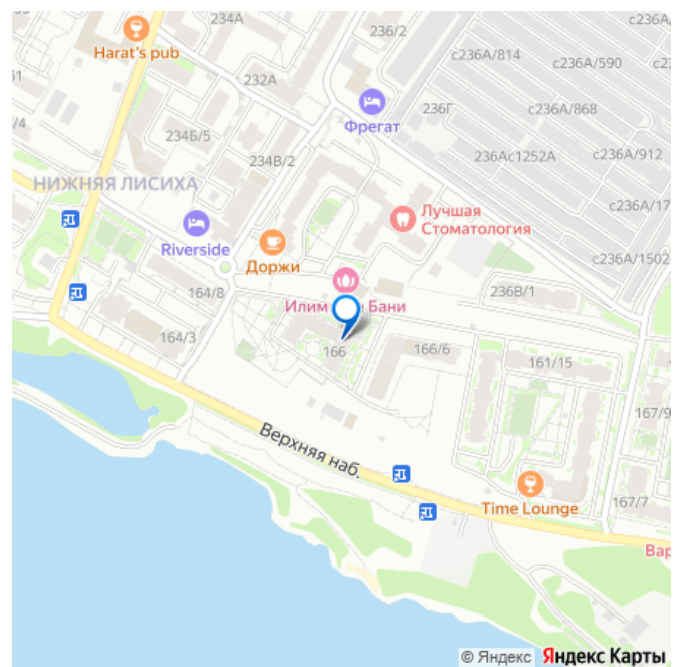 234А
236/2
с236А/814
с236А/590
Harat's pub
61
232А
236Г
с236А/868
/4
234Б/5
Фрегат
236Ас1252А
с236А/912
234В/2
НИЖНЯЯ ЛИСИХА
с236А/17
Лучшая
Стоматология
Riverside
Доржи
с236А/1502
164/8
Илим
Бани
236В/1
164/3
166
166/6
161/15
167/9
Верхняя наб.
167/7
Time Lounge
Вар
© Яндекс Яндекс Карты